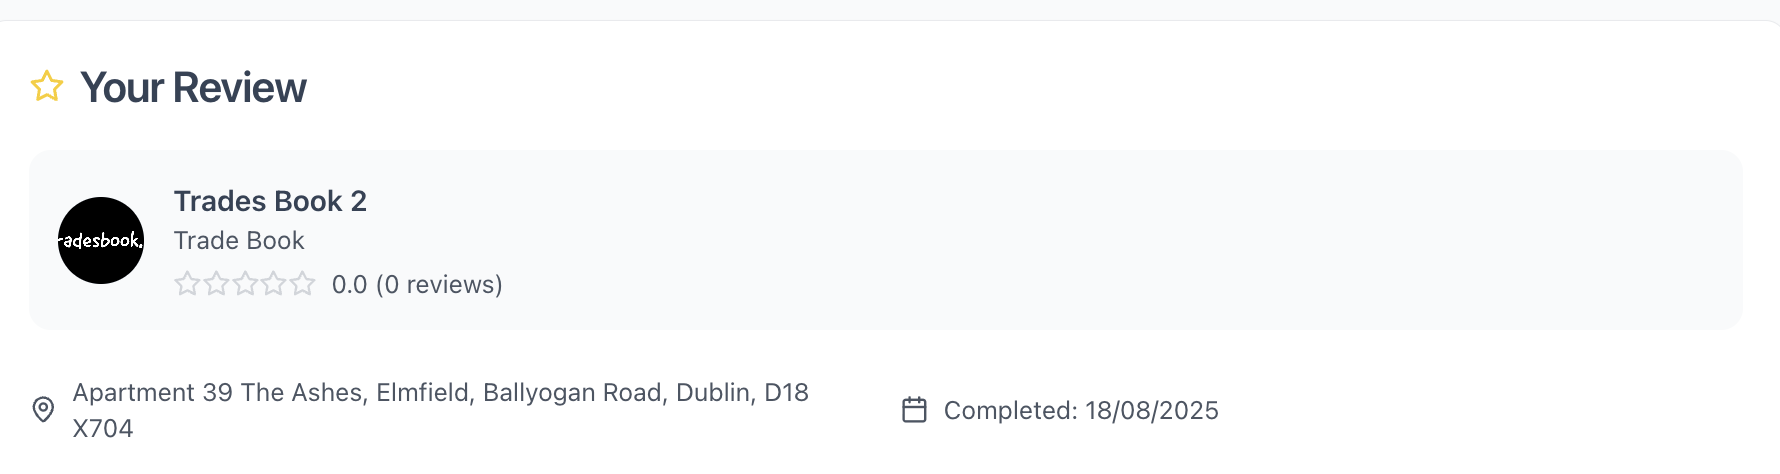 Your Review
Trades Book 2
radesbook.
Trade Book
0.0 (0 reviews)
Apartment 39 The Ashes, Elmfield, Ballyogan Road, Dublin, D18
X704
Completed: 18/08/2025